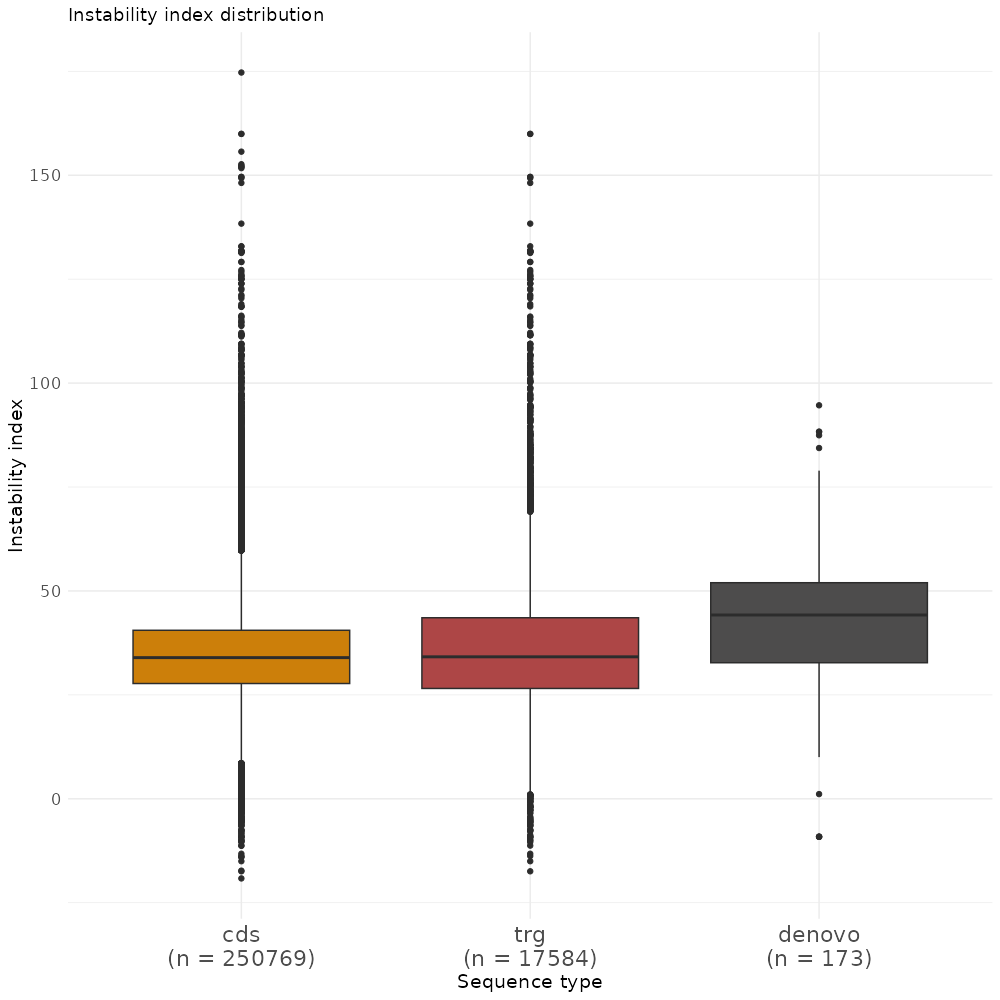 Instability index distribution
Instability index
150
100
50
0
cds
(n = 250769)
trg
(n = 17584)
denovo
(n = 173)
Sequence type